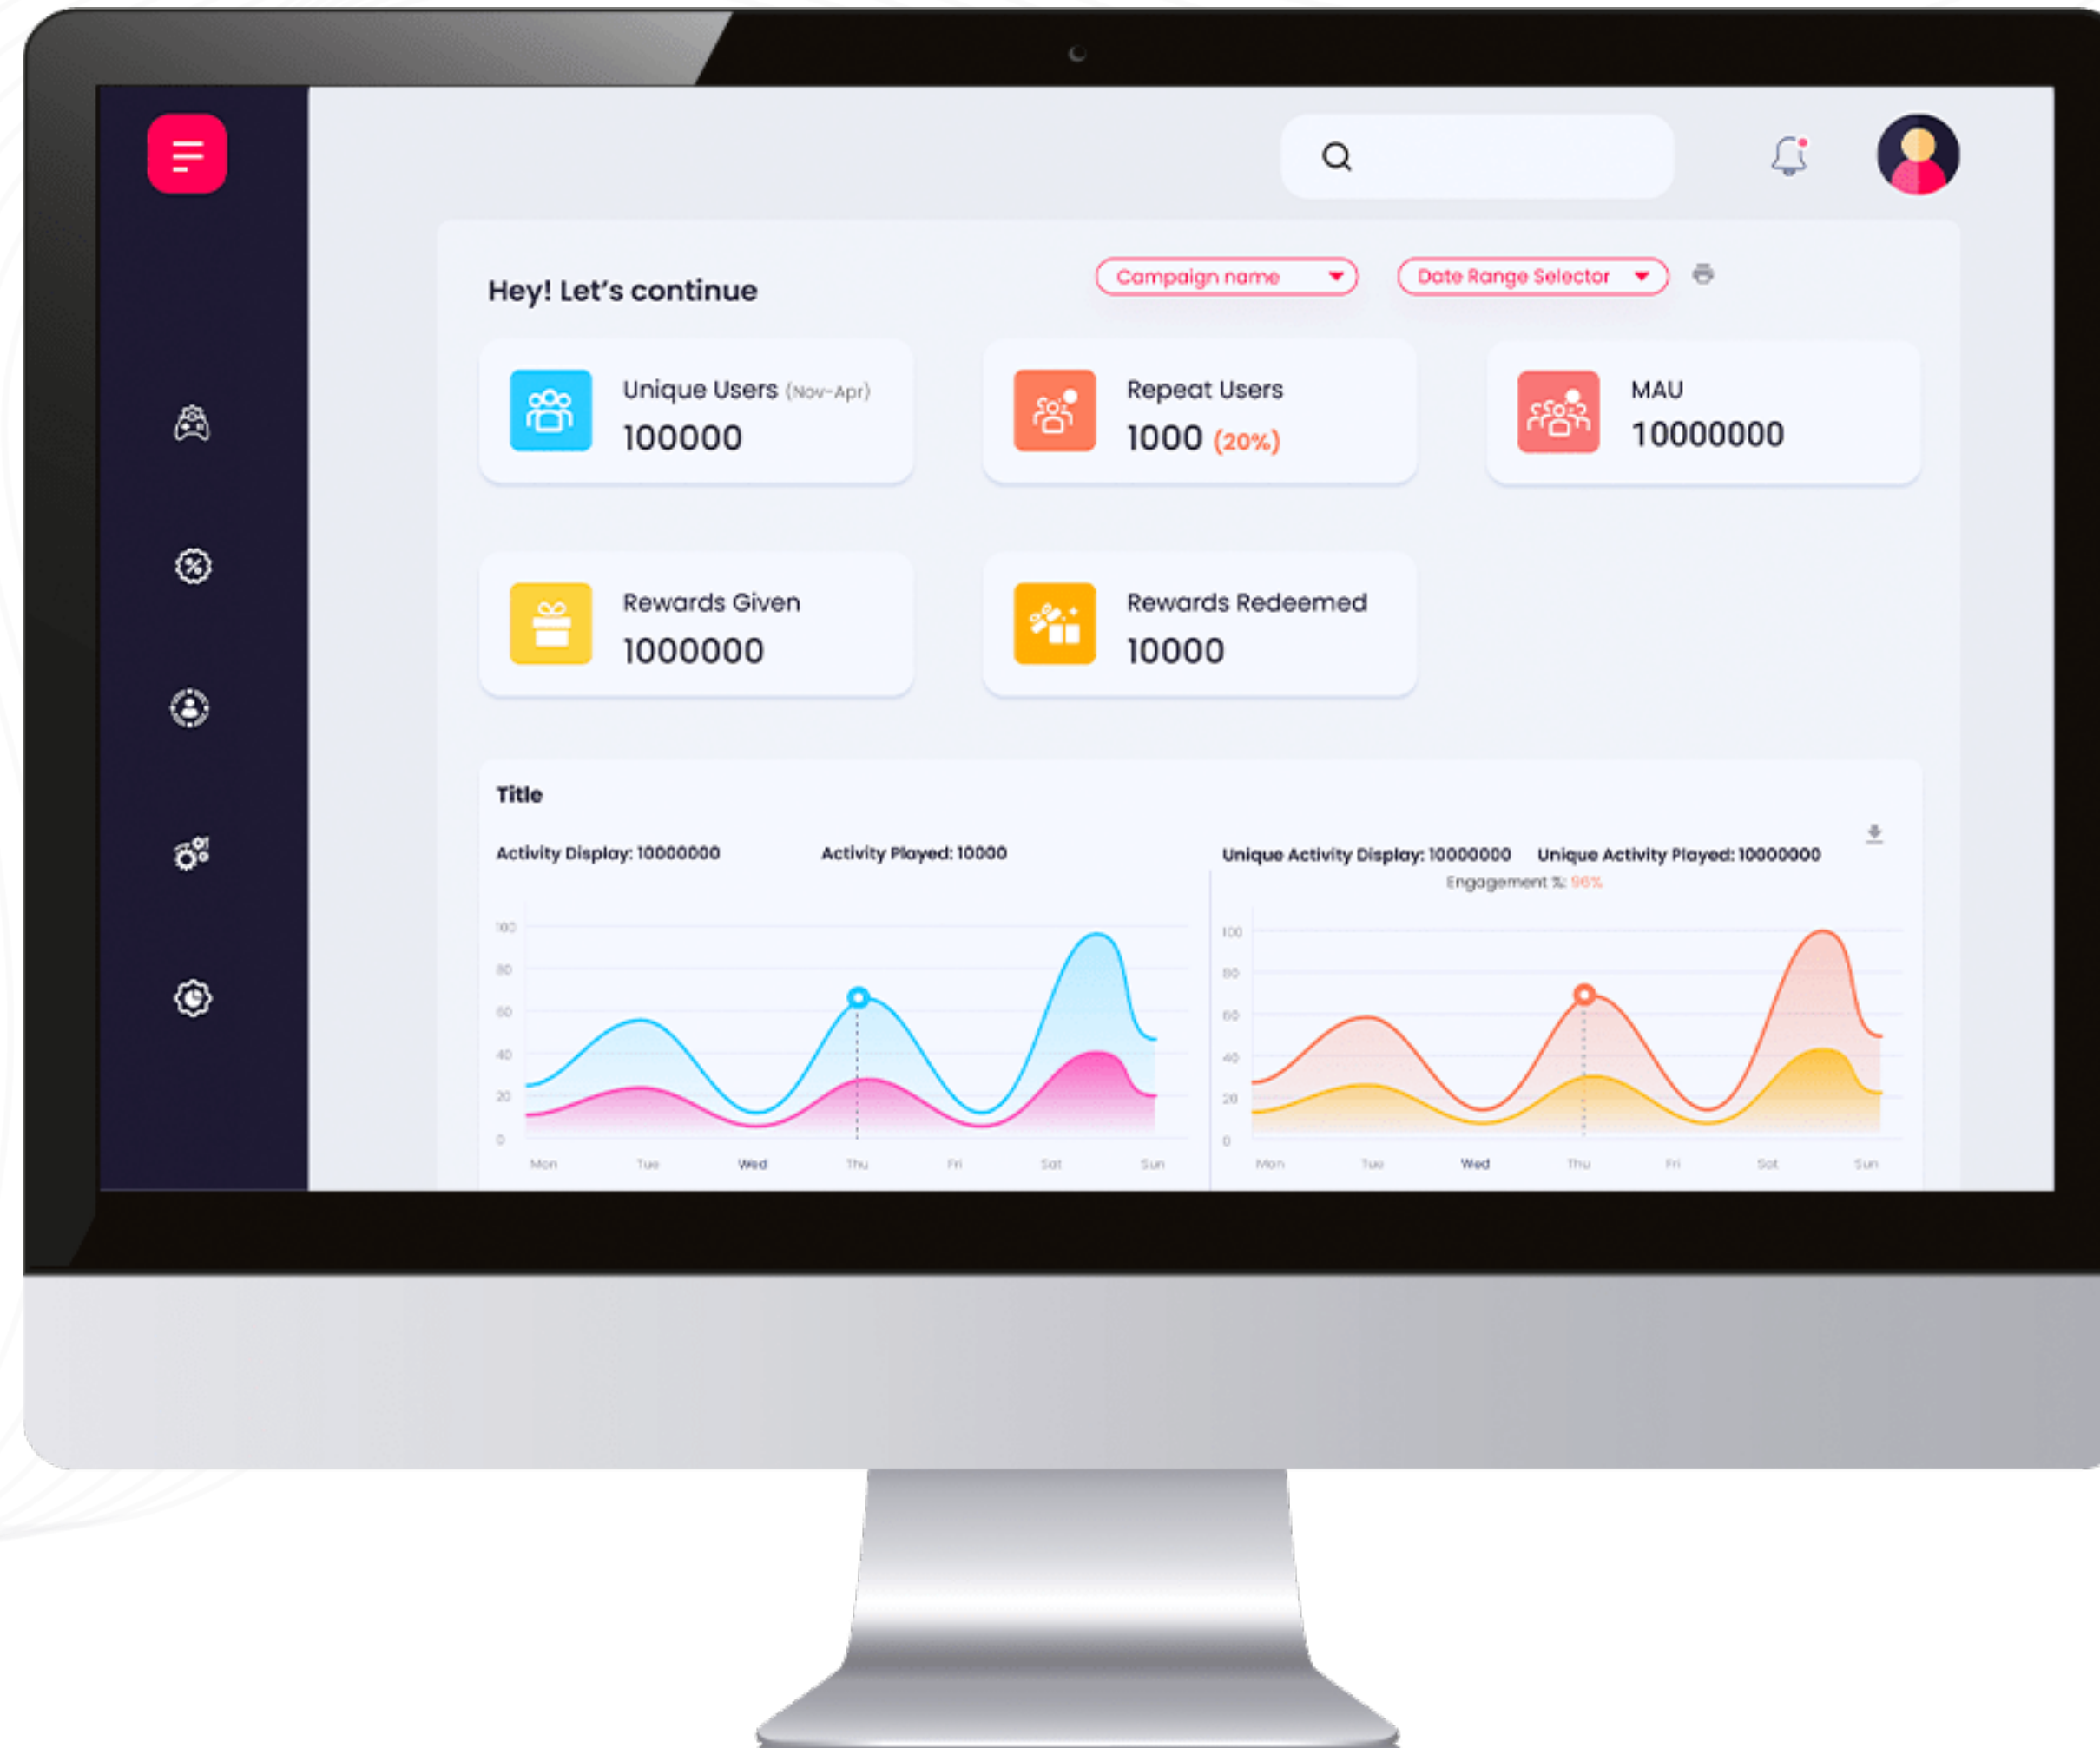 Hey! Let's continue
Campaign name
Date Range Selector
Unique Users (Nov-Apr)
100000
Repeat Users
1000 (20%)
MAU
10000000
Rewards Given
1000000
Rewards Redeemed
10000
Title
Activity Display: 10000000
Activity Played: 10000
100
80
60
40
20
0
Mon Tue Wed Thu Fri Sat Sun
Unique Activity Display: 10000000
Unique Activity Played: 10000000
Engagement %: 96%
100
80
60
40
20
0
Mon Tue Wed Thu Fri Sat Sun